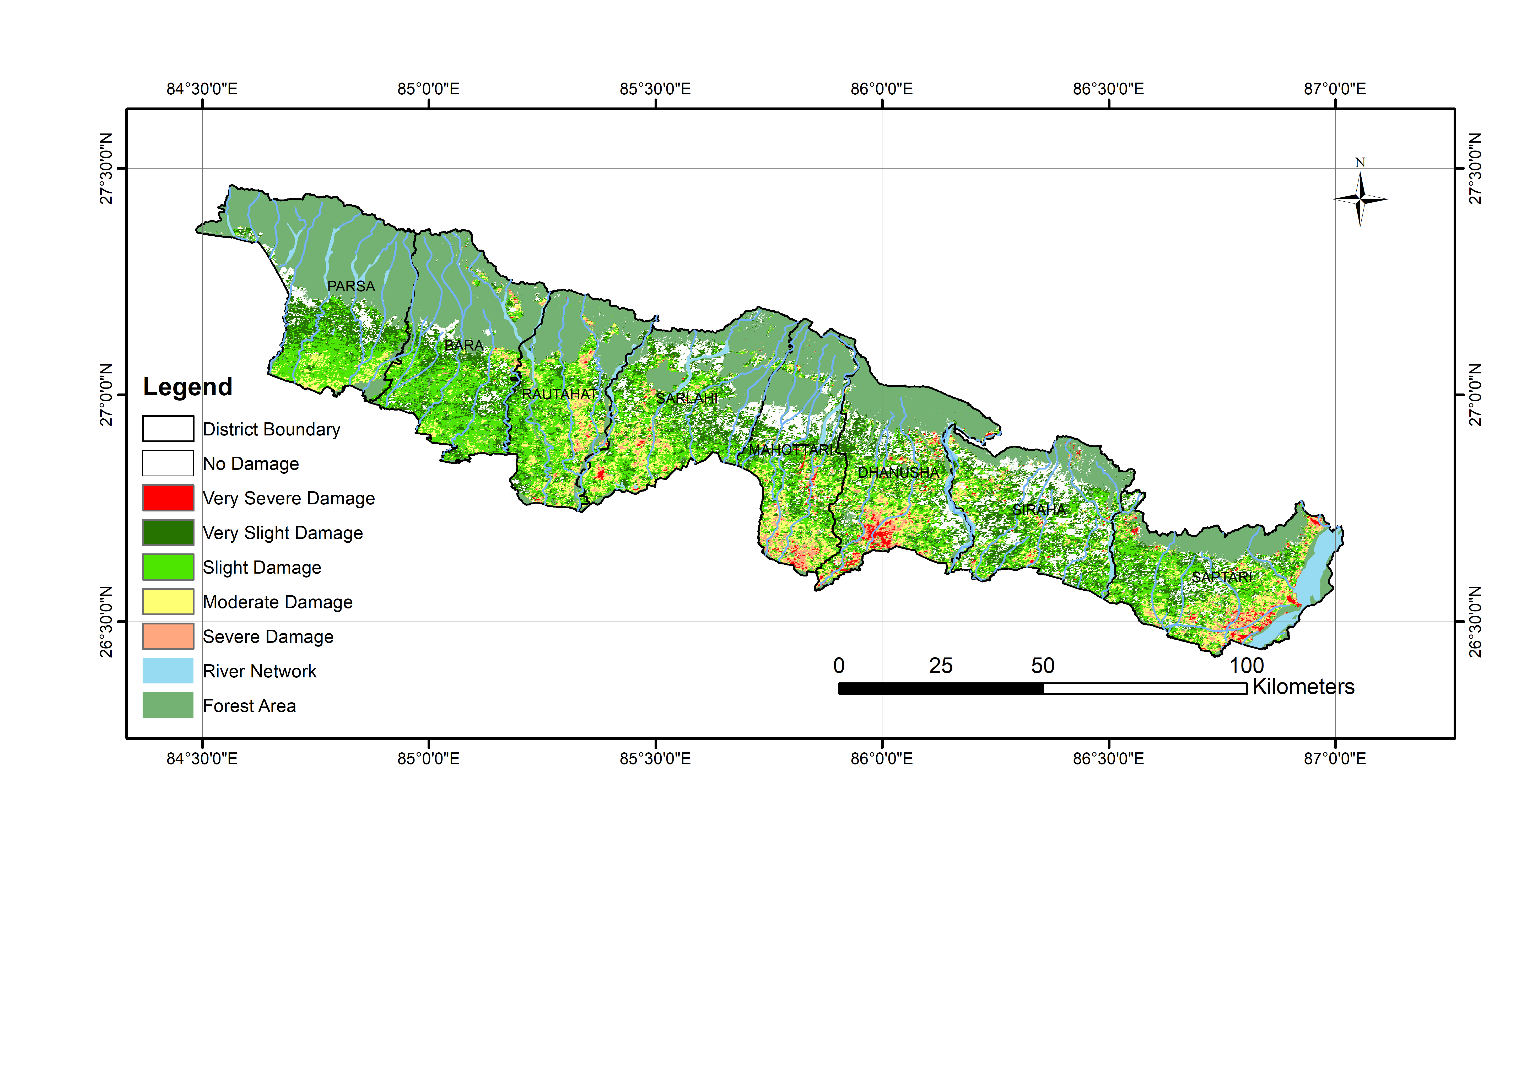 84°30'0"E 85°0'0"E 85°30'0"E 86°0'0"E 86°30'0"E 87°0'0"E
27°30'0"N
27°30'0"N
N
PARSA
BARA
RAUTAHAT
SARLAHI
MAHOTTARI
DHANUSHA
SIRAHA
SAPTARI
27°0'0"N
27°0'0"N
Legend
District Boundary
No Damage
Very Severe Damage
Very Slight Damage
Slight Damage
Moderate Damage
Severe Damage
River Network
Forest Area
26°30'0"N
26°30'0"N
0 25 50 100
Kilometers
84°30'0"E 85°0'0"E 85°30'0"E 86°0'0"E 86°30'0"E 87°0'0"E